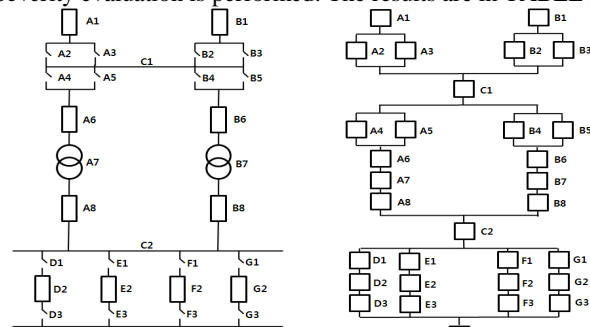 everity evaluation is performed. The results are in TABLE
A1 B1 A1 B1
A2 A3 B2 B3 A2 A3 B2 B3
C1
C1
A4 A5 B4 B5
A4 A5 B4 B5
A6 B6
A6 B6
A7 B7
A7 B7
A8 B8
A8 B8
C2
C2
D1 E1 F1 G1 D1 E1 F1 G1
D2 E2 F2 G2 D2 E2 F2 G2
D3 E3 F3 G3 D3 E3 F3 G3